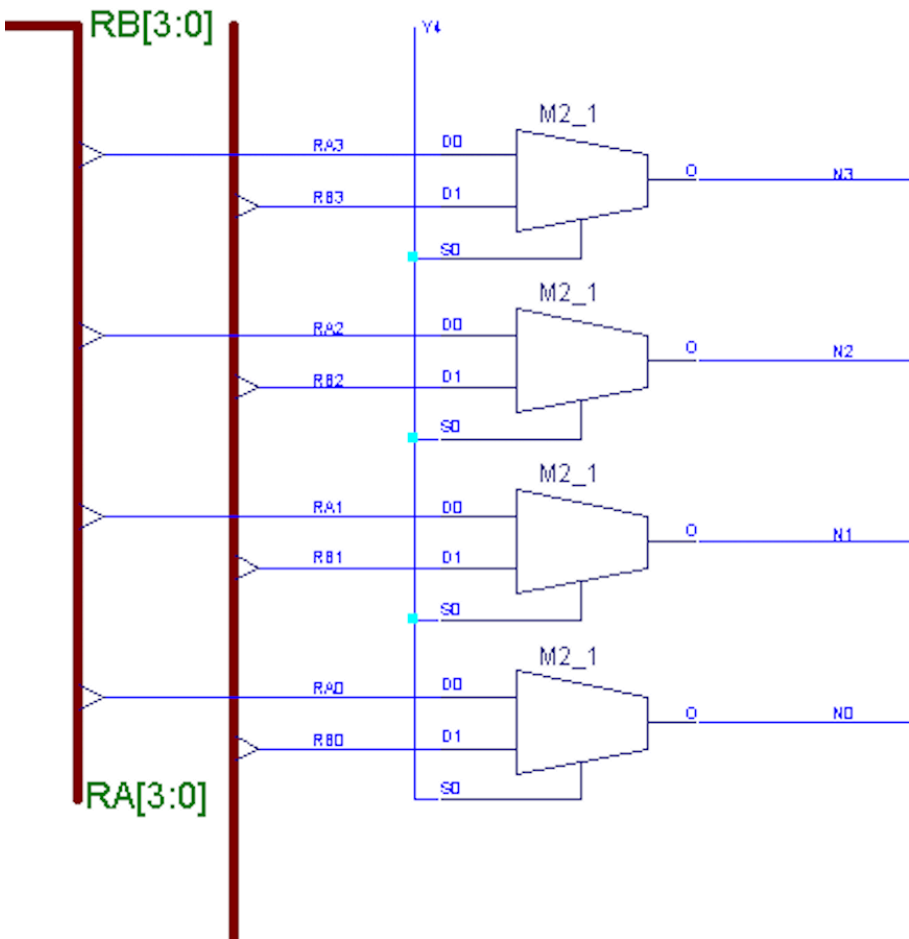 RB[3:0]
Y4
M2_1
RA3 D0
O N3
RB3 D1
S0
M2_1
RA2 D0
O N2
RB2 D1
S0
M2_1
RA1 D0
O N1
RB1 D1
S0
M2_1
RA0 D0
O N0
RB0 D1
S0
RA[3:0]